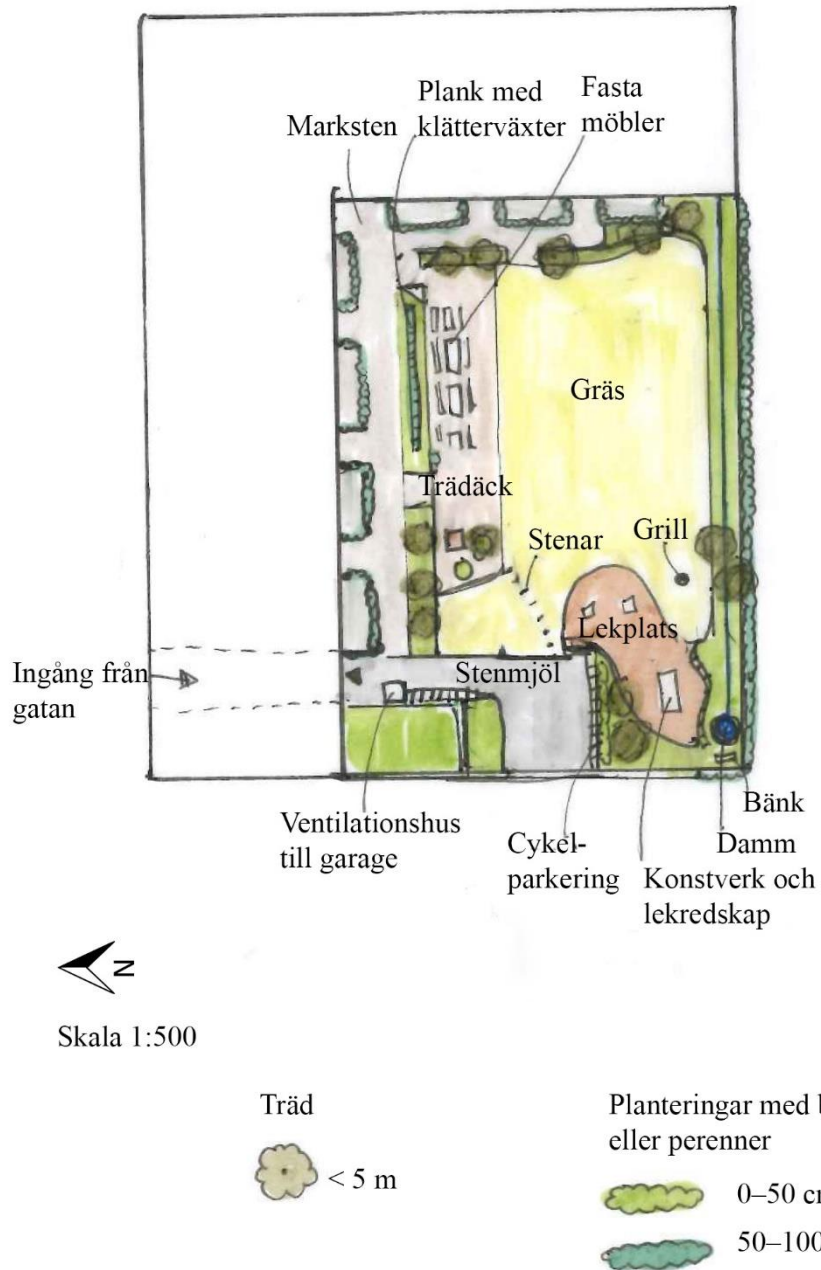 Plank med
klätterväxter
Fasta
möbler
Marksten
Gräs
Trädäck
Stenar
Grill
Lekplats
Stenmjöl
Ingång från
gatan
Ventilationshus
till garage
Cykel-
parkering
Bänk
Damm
Konstverk och
lekredskap
N
Skala 1:500
Träd
< 5 m
Planteringar med
eller perenner
0–50
50–100